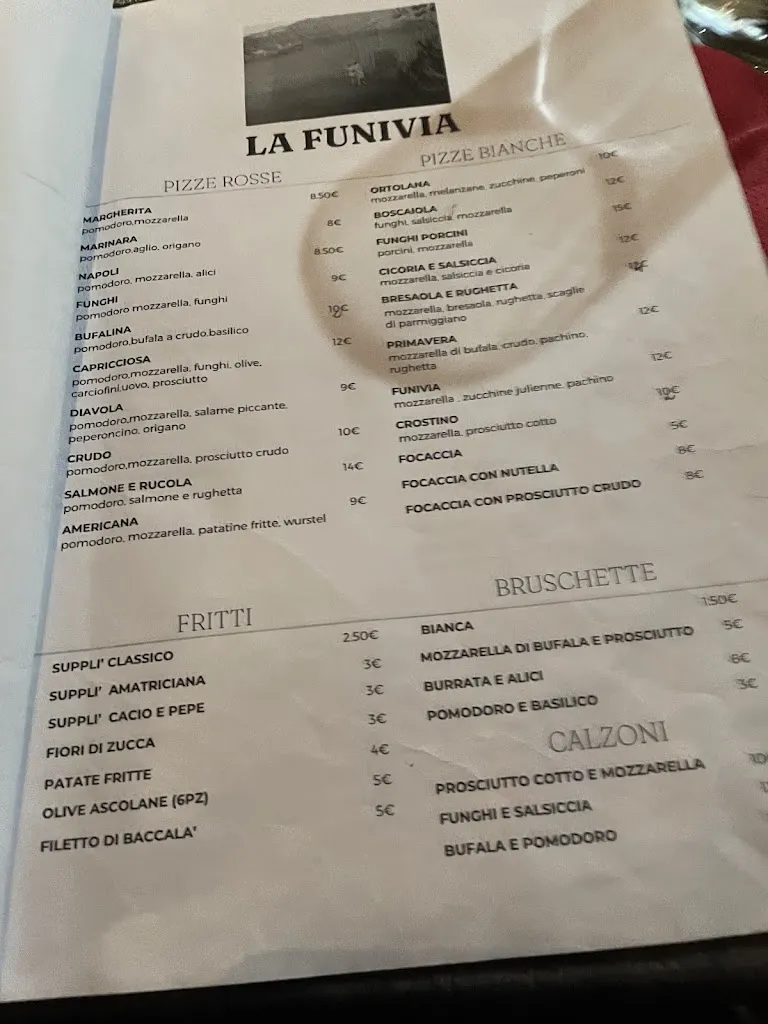 LA FUNIVIA
PIZZE ROSSE
MARGHERITA 8.50€
pomodoro,mozzarella
MARINARA 8€
pomodoro,aglio, origano
NAPOLI 8.50€
pomodoro, mozzarella, alici
FUNGHI 9€
pomodoro mozzarella, funghi
BUFALINA 10€
pomodoro,bufala a crudo,basilico
CAPRICCIOSA 12€
pomodoro,mozzarella, funghi, olive,
carciofini,uovo, prosciutto
DIAVOLA 9€
pomodoro,mozzarella, salame piccante,
peperoncino, origano
CRUDO 10€
pomodoro,mozzarella, prosciutto crudo
SALMONE E RUCOLA 14€
pomodoro, salmone e rughetta
AMERICANA 9€
pomodoro, mozzarella, patatine fritte, wurstel
PIZZE BIANCHE
ORTOLANA 10€
mozzarella, melanzane, zucchine, peperoni
BOSCAIOLA 12€
funghi, salsiccia, mozzarella
FUNGHI PORCINI 15€
porcini, mozzarella
CICORIA E SALSICCIA 12€
mozzarella, salsiccia e cicoria
BRESAOLA E RUGHETTA
mozzarella, bresaola, rughetta, scaglie
di parmiggiano
PRIMAVERA 12€
mozzarella di bufala, crudo, pachino,
rughetta
FUNIVIA 12€
mozzarella , zucchine julienne, pachino
CROSTINO 10€
mozzarella, prosciutto cotto
FOCACCIA 5€
FOCACCIA CON NUTELLA 8€
FOCACCIA CON PROSCIUTTO CRUDO 8€
FRITTI
SUPPLI' CLASSICO 2.50€
SUPPLI' AMATRICIANA 3€
SUPPLI' CACIO E PEPE 3€
FIORI DI ZUCCA 3€
PATATE FRITTE 4€
OLIVE ASCOLANE (6PZ) 5€
FILETTO DI BACCALA' 5€
BRUSCHETTE
BIANCA 1.50€
MOZZARELLA DI BUFALA E PROSCIUTTO 5€
BURRATA E ALICI
POMODORO E BASILICO 3€
CALZONI
PROSCIUTTO COTTO E MOZZARELLA
FUNGHI E SALSICCIA
BUFALA E POMODORO